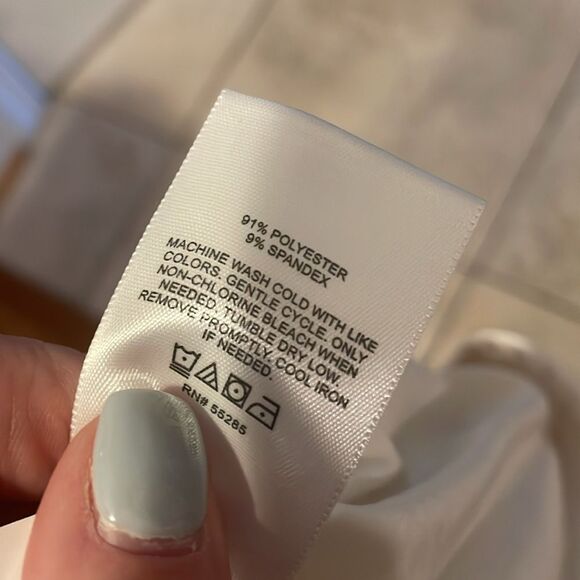 91% POLYESTER
9% SPANDEX
MACHINE WASH COLD WITH LIKE
COLORS. GENTLE CYCLE. ONLY
NON-CHLORINE BLEACH WHEN
NEEDED. TUMBLE DRY LOW.
REMOVE PROMPTLY. COOL IRON
IF NEEDED.
RN# 55285